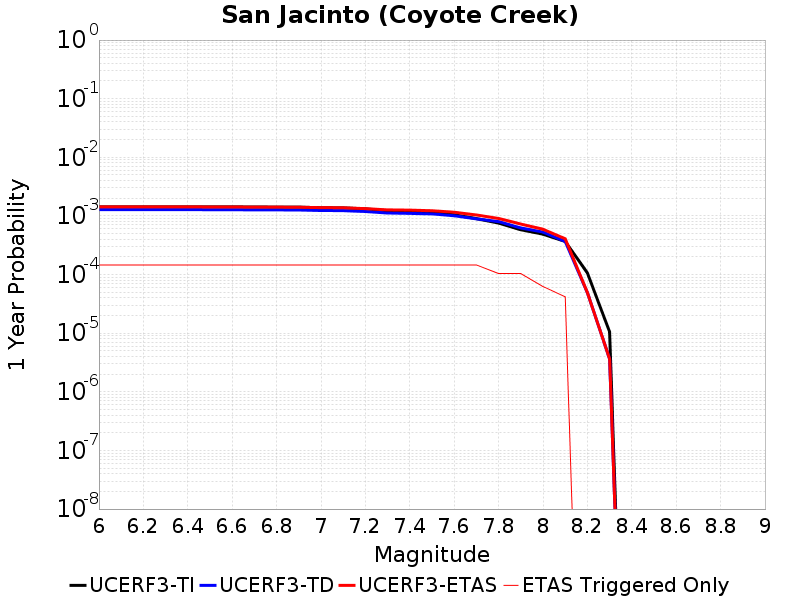 San Jacinto (Coyote Creek)
1 Year Probability
10^0
10^-1
10^-2
10^-3
10^-4
10^-5
10^-6
10^-7
10^-8
6 6.2 6.4 6.6 6.8 7 7.2 7.4 7.6 7.8 8 8.2 8.4 8.6 8.8 9
Magnitude
UCERF3-TI UCERF3-TD UCERF3-ETAS ETAS Triggered Only